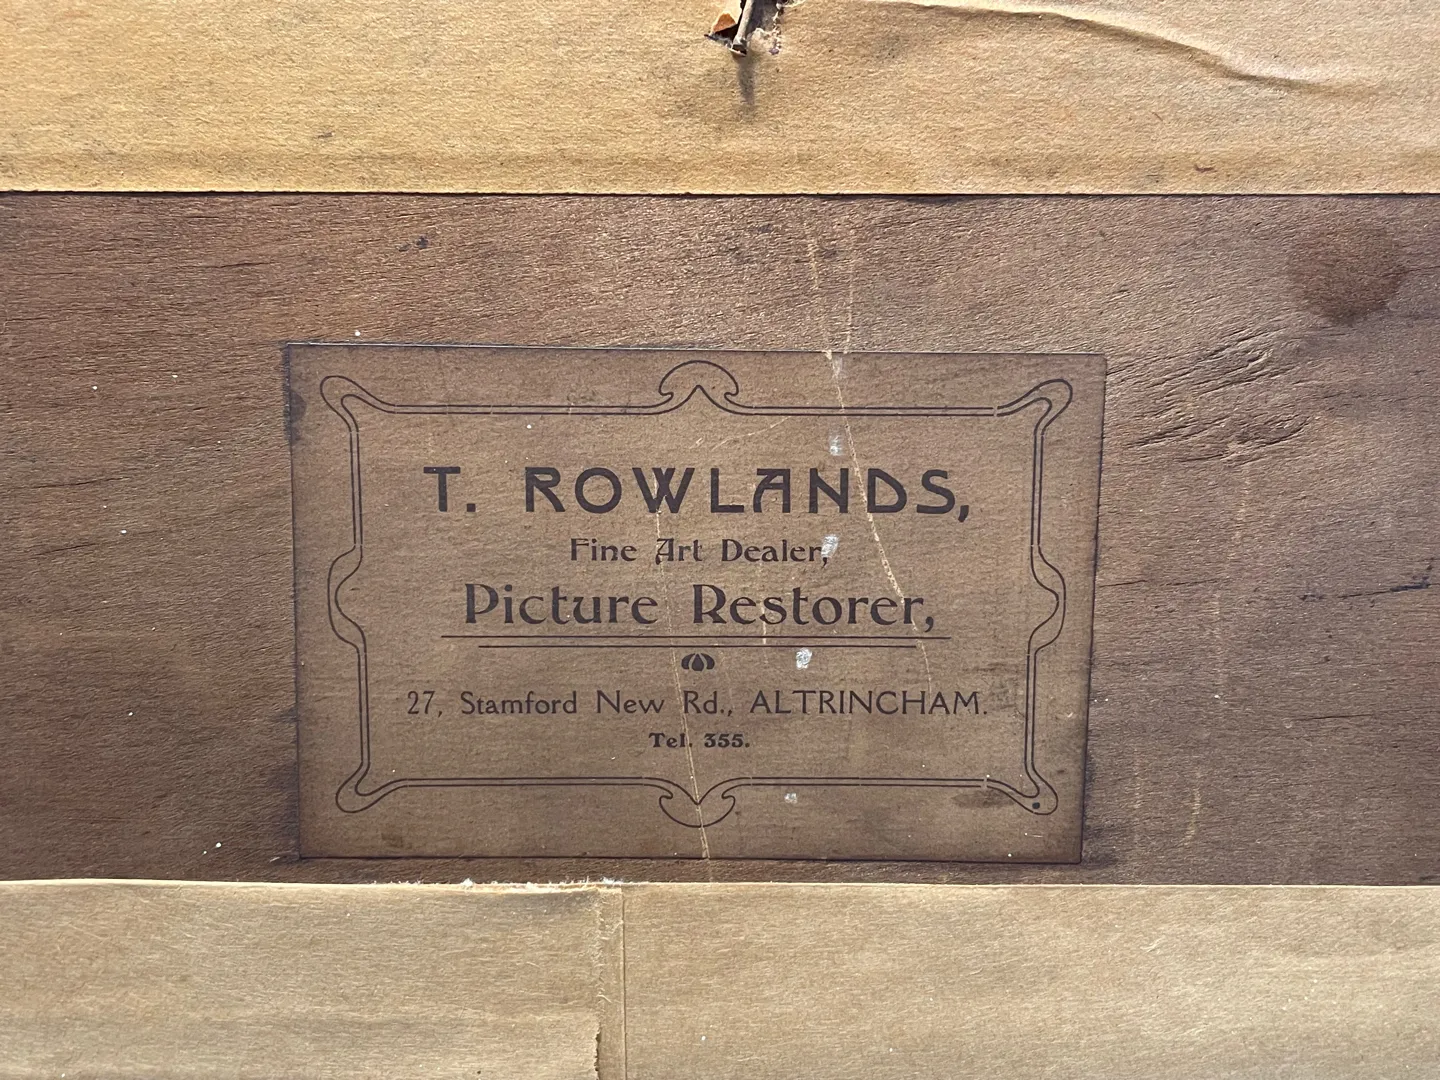 T. ROWLANDS,
Fine Art Dealer,
Picture Restorer,
27, Stamford New Rd., ALTRINCHAM.
Tel. 355.